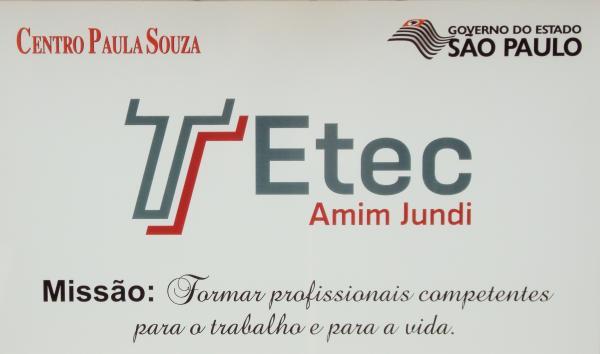 CENTRO PAULA SOUZA
GOVERNO DO ESTADO
SÃO PAULO
Etec
Amim Jundi
Missão: Formar profissionais competentes
para o trabalho e para a vida.